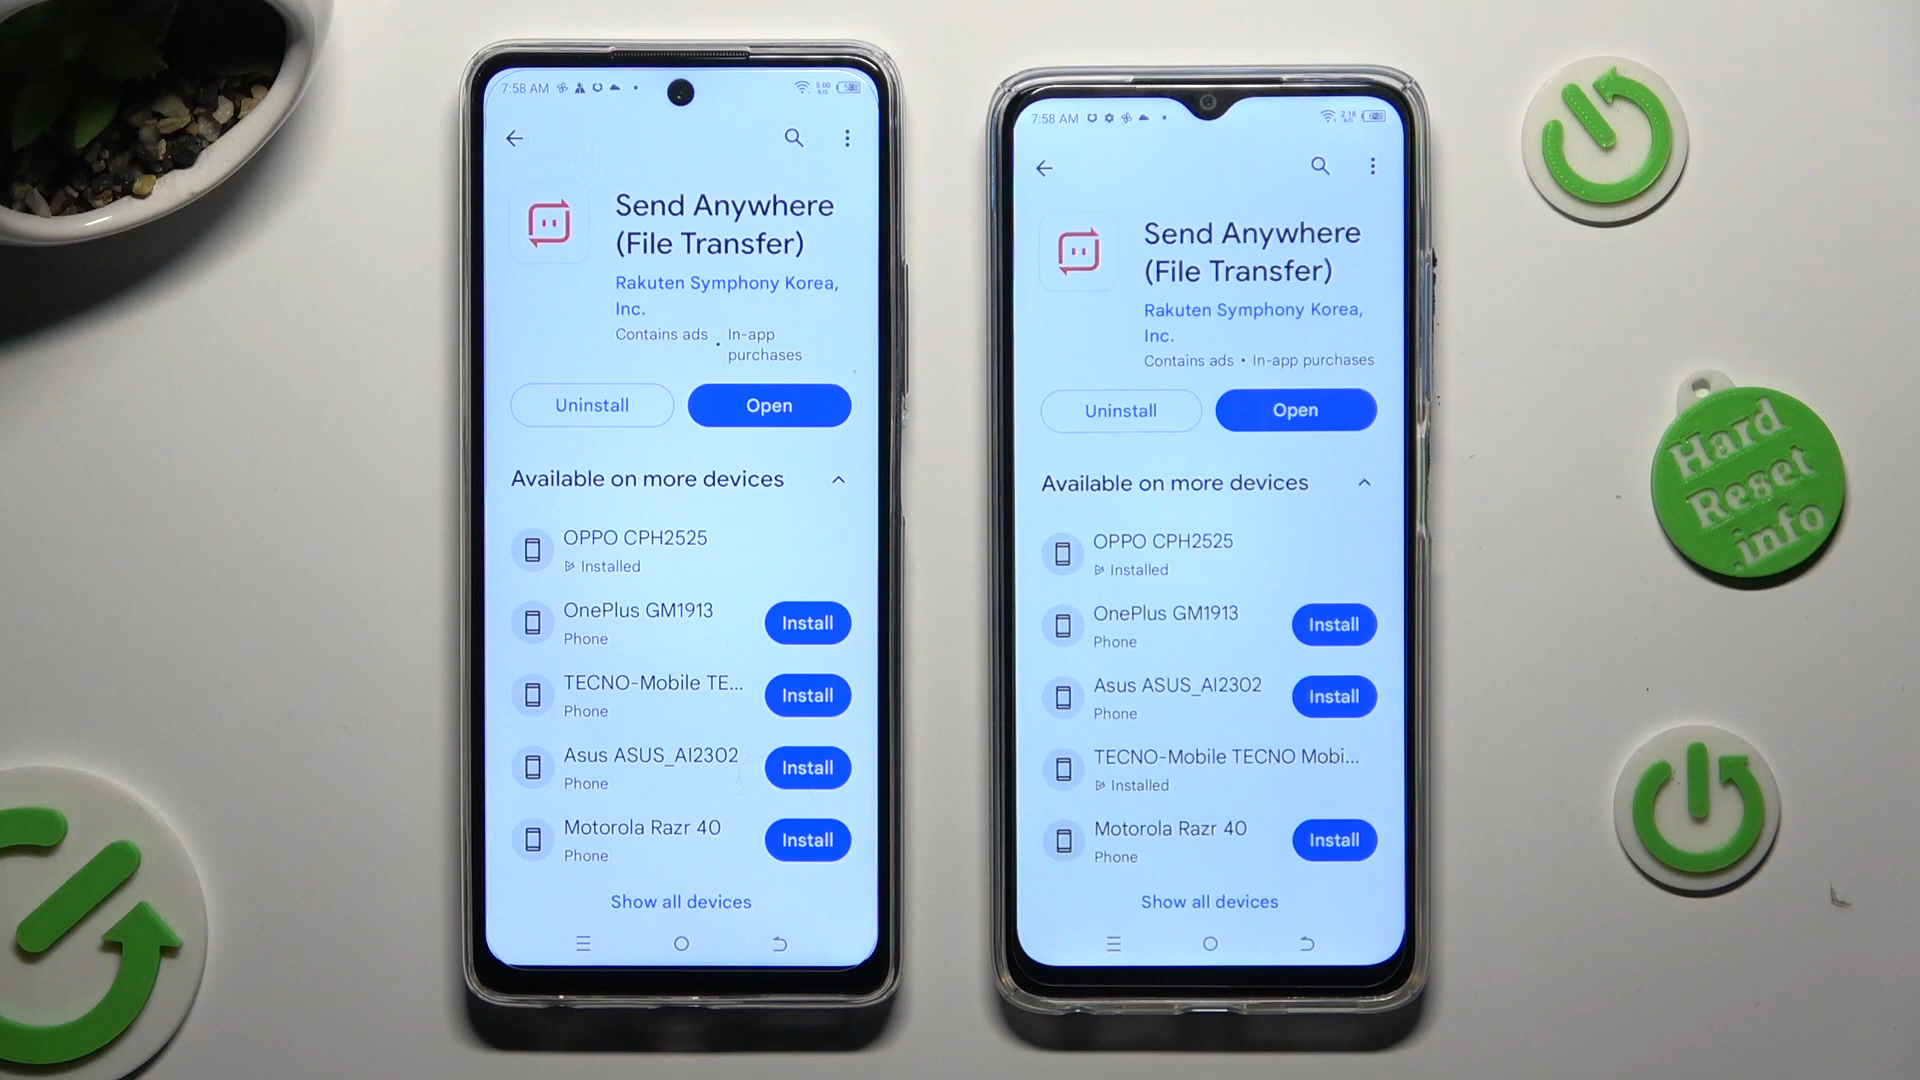 7:58 AM
5.00 K/S
58
Send Anywhere
(File Transfer)
Rakuten Symphony Korea,
Inc.
Contains ads • In-app
purchases
Uninstall
Open
Available on more devices
OPPO CPH2525
Installed
OnePlus GM1913
Phone
Install
TECNO-Mobile TE...
Phone
Install
Asus ASUS_AI2302
Phone
Install
Motorola Razr 40
Phone
Install
Show all devices
7:58 AM
2.18 K/S
Send Anywhere
(File Transfer)
Rakuten Symphony Korea,
Inc.
Contains ads • In-app purchases
Uninstall
Open
Available on more devices
OPPO CPH2525
Installed
OnePlus GM1913
Phone
Install
Asus ASUS_AI2302
Phone
Install
TECNO-Mobile TECNO Mobi...
Installed
Motorola Razr 40
Phone
Install
Show all devices
Hard
Reset
.info